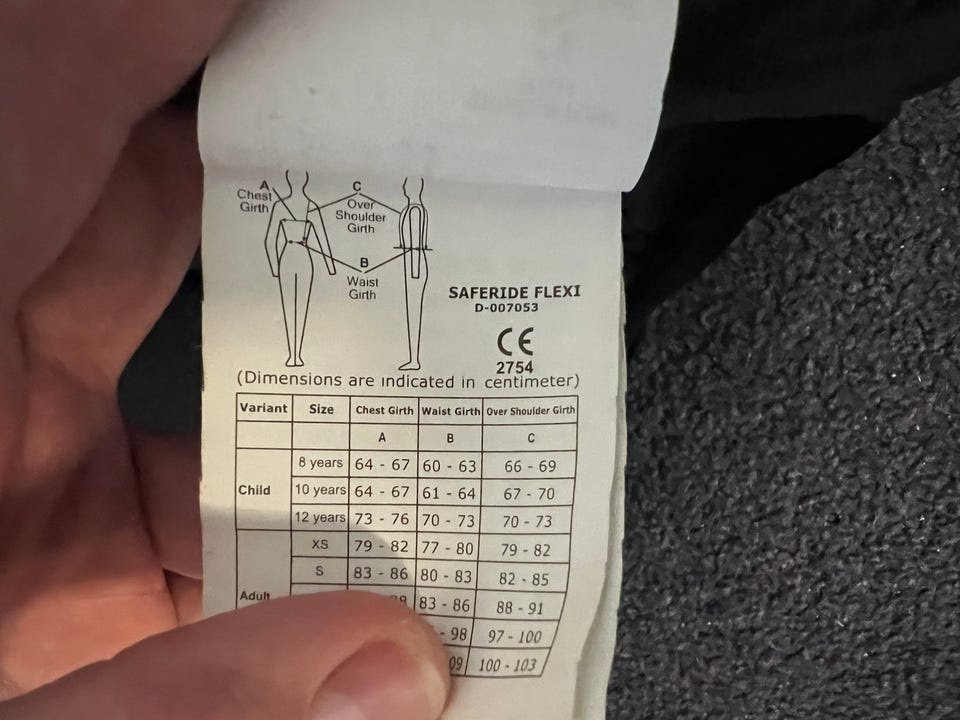 A
Chest
Girth
C
Over
Shoulder
Girth
B
Waist
Girth
SAFERIDE FLEXI
D-007053
CE
2754
(Dimensions are indicated in centimeter)
Variant Size Chest Girth Waist Girth Over Shoulder Girth
A B C
Child
8 years 64 - 67 60 - 63 66 - 69
10 years 64 - 67 61 - 64 67 - 70
12 years 73 - 76 70 - 73 70 - 73
Adult
XS 79 - 82 77 - 80 79 - 82
S 83 - 86 80 - 83 82 - 85
83 - 86 88 - 91
- 98 97 - 100
09 100 - 103